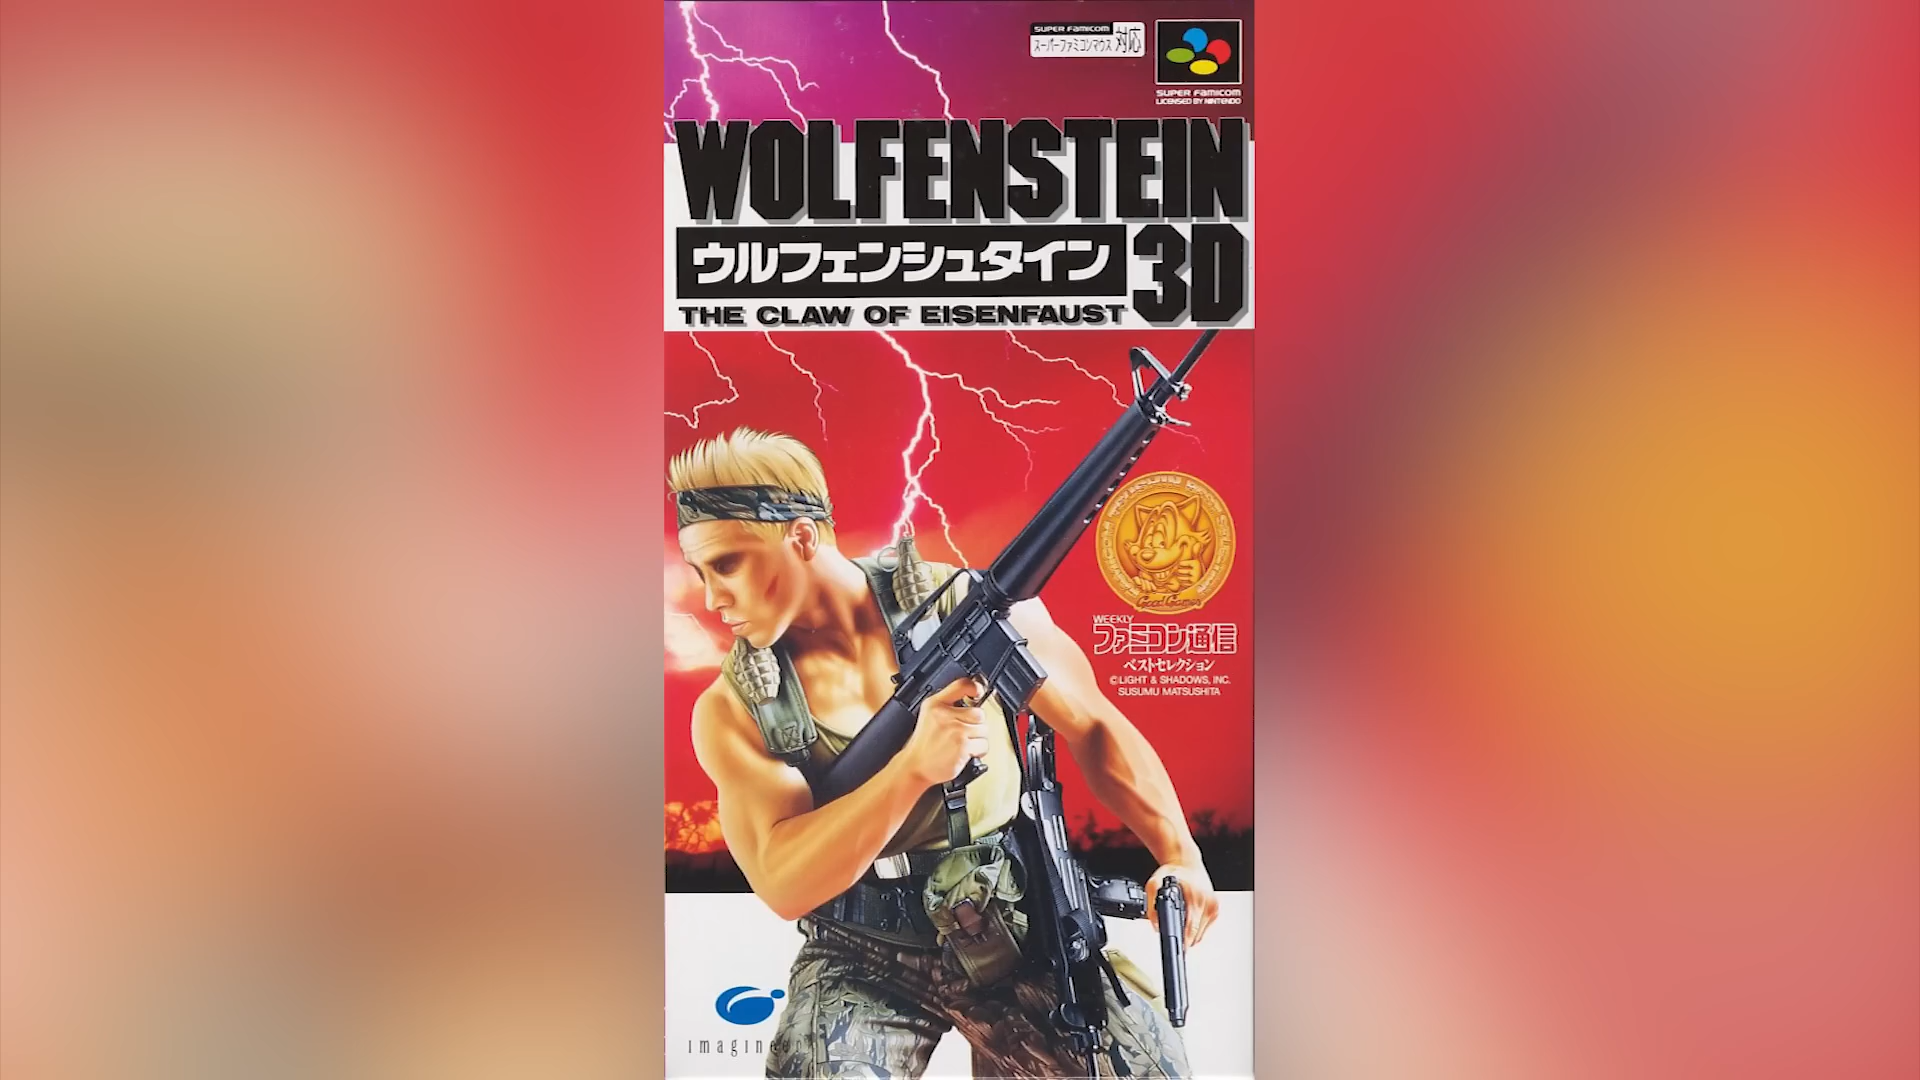 SUPER FAMICOM
スーパーファミコンマウス 対応
SUPER FAMICOM
LICENSED BY NINTENDO
WOLFENSTEIN
ウルフェンシュタイン 3D
THE CLAW OF EISENFAUST
Good Games
WEEKLY
ファミコン通信
ベストセレクション
©LIGHT & SHADOWS, INC.
SUSUMU MATSUSHITA
imagineer